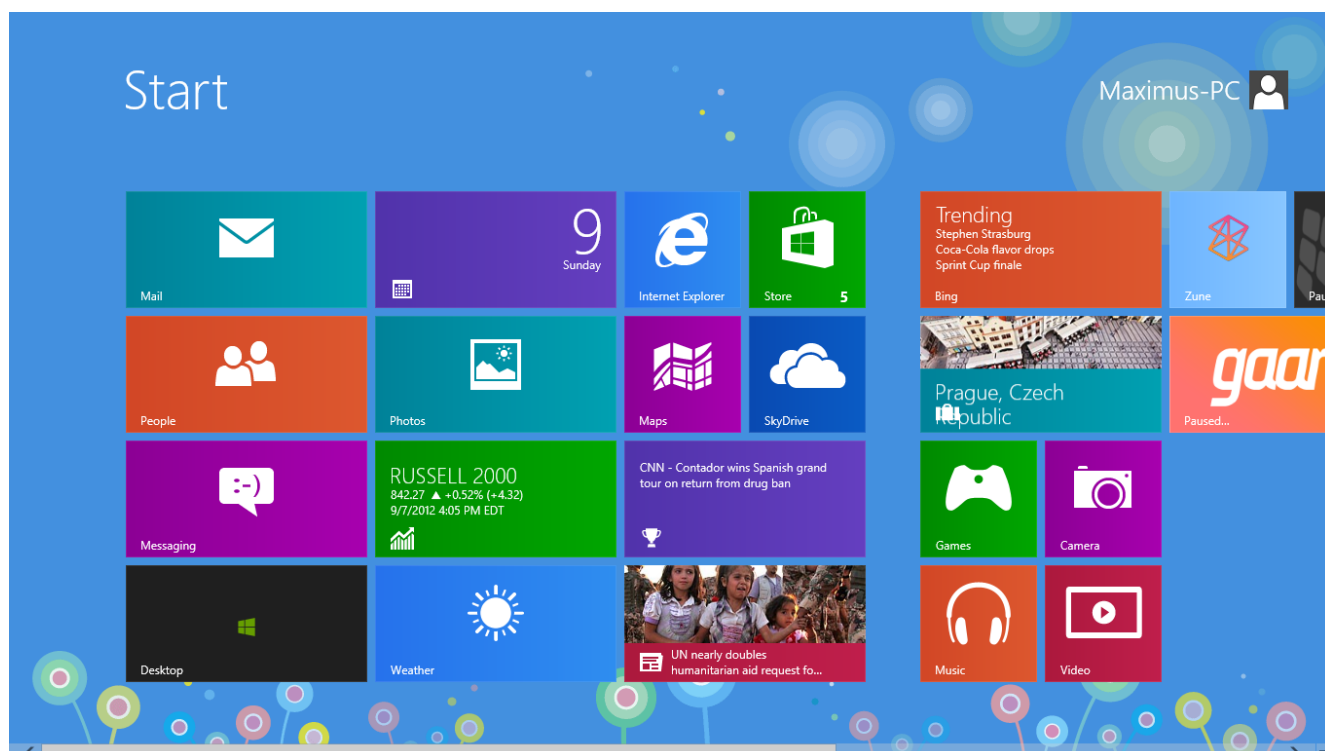 Start
Maximus-PC
Mail
9
Sunday
Internet Explorer
Store 5
People
Photos
Maps
SkyDrive
Messaging
RUSSELL 2000
842.27 ▲ +0.52% (+4.32)
9/7/2012 4:05 PM EDT
CNN - Contador wins Spanish grand
tour on return from drug ban
Desktop
Weather
UN nearly doubles
humanitarian aid request fo...
Trending
Stephen Strasburg
Coca-Cola flavor drops
Sprint Cup finale
Bing
Zune
Pau
Prague, Czech
Republic
gaan
Paused...
Games
Camera
Music
Video
:-)